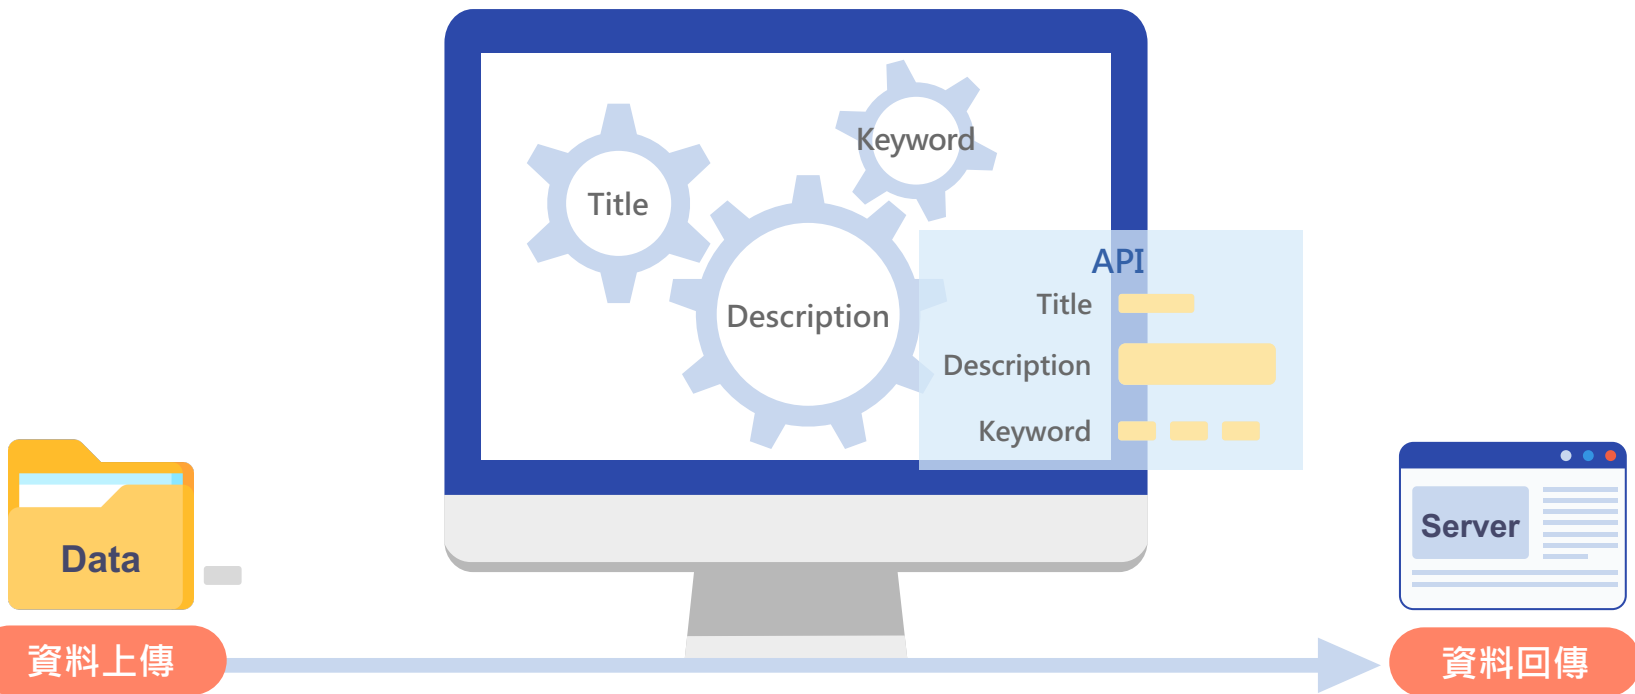 Keyword
Title
Description
API
Title
Description
Keyword
Data
Server
資料上傳
資料回傳